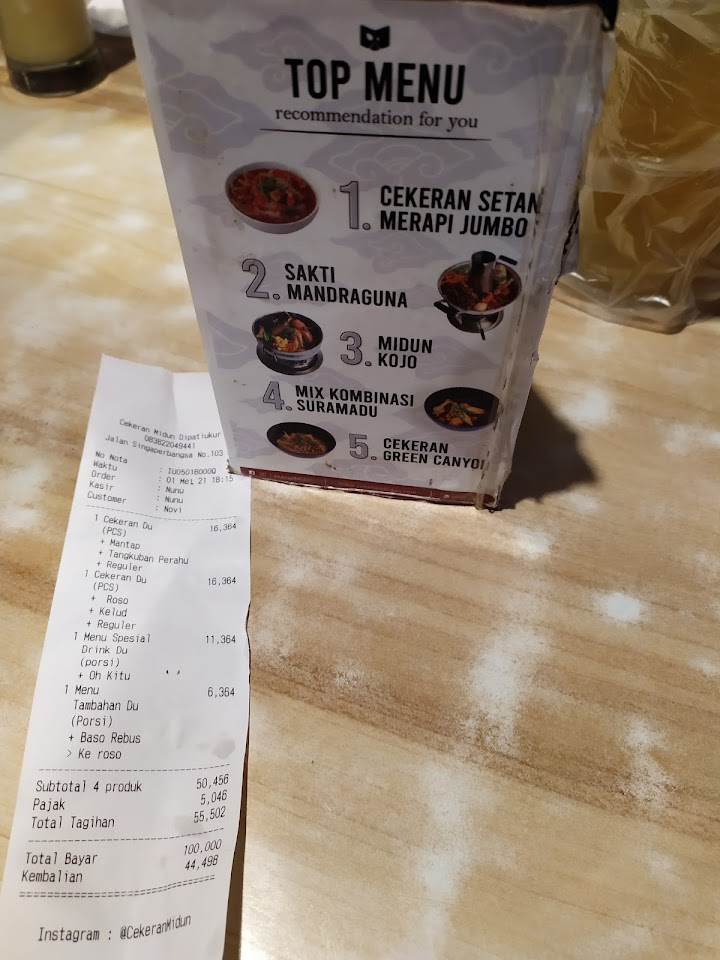 TOP MENU
recommendation for you
1. CEKERAN SETAN
MERAPI JUMBO
2. SAKTI
MANDRAGUNA
3. MIDUN
KOJO
4. MIX KOMBINASI
SURAMADU
5. CEKERAN
GREEN CANYO
Cekeran Midun Dipatiukur
083822049441
Jalan Singaperbangsa No.103
No Nota : IU05016000Q
Waktu : 01 Mei 21 18:15
Order : Nunu
Kasir : Nunu
Customer : Novi
1 Cekeran Du 16,364
(PCS)
+ Mantap
+ Tangkuban Perahu
+ Reguler
1 Cekeran Du 16,364
(PCS)
+ Roso
+ Kelud
+ Reguler
1 Menu Spesial 11,364
Drink Du
(porsi)
+ Oh Kitu
1 Menu 6,364
Tambahan Du
(Porsi)
+ Baso Rebus
> Ke roso
Subtotal 4 produk 50,456
Pajak 5,046
Total Tagihan 55,502
Total Bayar 100,000
Kembalian 44,498
Instagram : @CekeranMidun